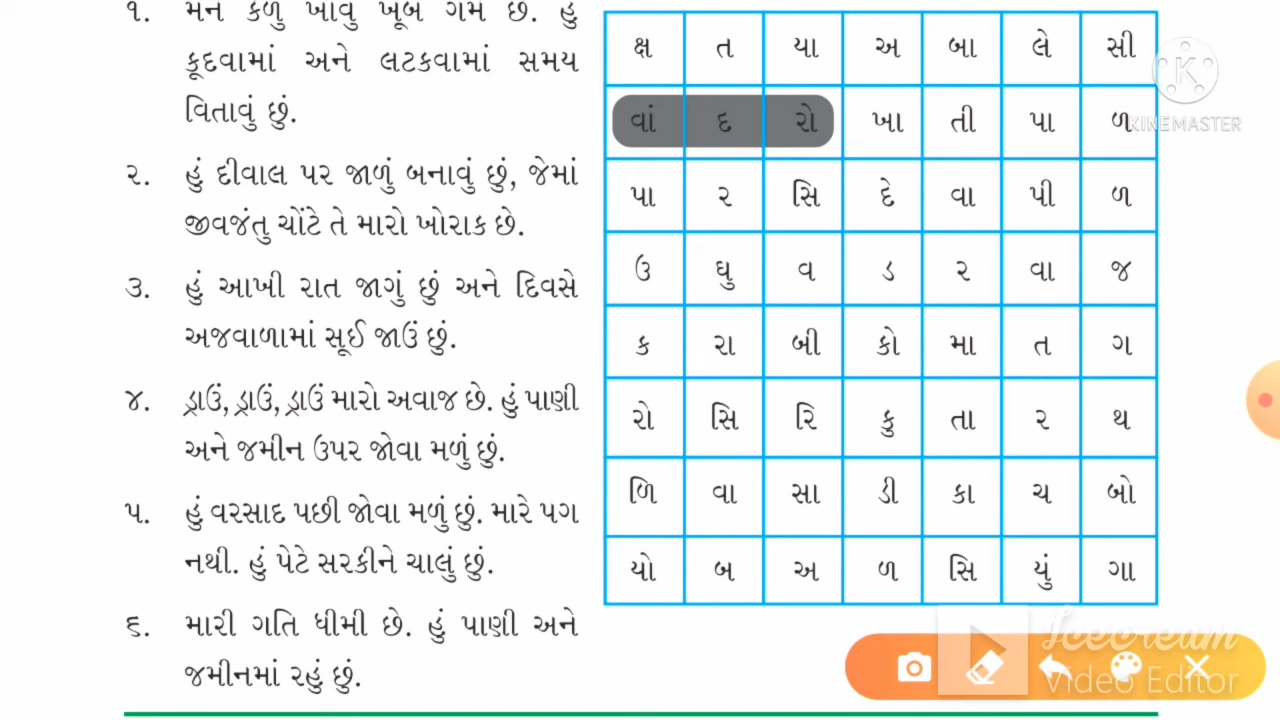 ૧. મને કેળું ખાવું ખૂબ ગમે છે. હું
કૂદવામાં અને લટકવામાં સમય
વિતાવું છું.
૨. હું દીવાલ પર જાળું બનાવું છું, જેમાં
જીવજંતુ ચોંટે તે મારો ખોરાક છે.
૩. હું આખી રાત જાગું છું અને દિવસે
અજવાળામાં સૂઈ જાઉં છું.
૪. ડ્રાઉં, ડ્રાઉં, ડ્રાઉં મારો અવાજ છે. હું પાણી
અને જમીન ઉપર જોવા મળું છું.
૫. હું વરસાદ પછી જોવા મળું છું. મારે પગ
નથી. હું પેટે સરકીને ચાલું છું.
૬. મારી ગતિ ધીમી છે. હું પાણી અને
જમીનમાં રહું છું.
ક્ષ ત યા અ બા લે સી
વાં દ રો ખા તી પા ળ
પા ર સિ દે વા પી ળ
ઉ ઘુ વ ડ ર વા જ
ક રા બી કો મા ત ગ
રો સિ રિ કુ તા ર થ
ળિ વા સા ડી કા ચ બો
યો બ અ ળ સિ યું ગા
K
KINEMASTER
Icecream
Video Editor